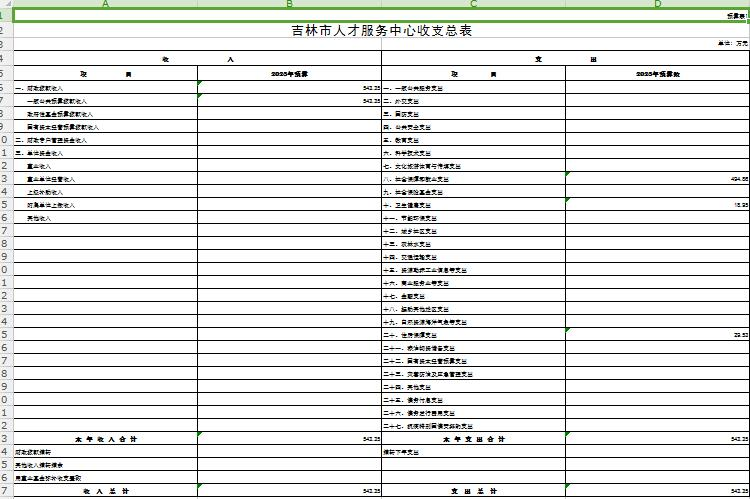 A B C D
预算表1
吉林市人才服务中心收支总表
单位：万元
收 入 支 出
项 目 2025年预算 项 目 2025年预算数
一、财政拨款收入 542.25 一、一般公共服务支出
一般公共预算拨款收入 542.25 二、外交支出
政府性基金预算拨款收入 三、国防支出
国有资本经营预算拨款收入 四、公共安全支出
二、财政专户管理资金收入 五、教育支出
三、单位资金收入 六、科学技术支出
事业收入 七、文化旅游体育与传媒支出
事业单位经营收入 八、社会保障和就业支出
上级补助收入 九、社会保险基金支出
附属单位上缴收入 十、卫生健康支出
其他收入 十一、节能环保支出
十二、城乡社区支出
十三、农林水支出
十四、交通运输支出
十五、资源勘探工业信息等支出
十六、商业服务业等支出
十七、金融支出
十八、援助其他地区支出
十九、自然资源海洋气象等支出
二十、住房保障支出
二十一、粮油物资储备支出
二十二、国有资本经营预算支出
二十三、灾害防治及应急管理支出
二十四、其他支出
二十五、债务付息支出
二十六、债务发行费用支出
二十七、抗疫特别国债安排的支出
本 年 收 入 合 计 542.25 本 年 支 出 合 计 542.25
财政拨款结转 结转下年支出
其他收入结转结余
用事业基金弥补收支差额
收 入 总 计 542.25 支 出 总 计 542.25